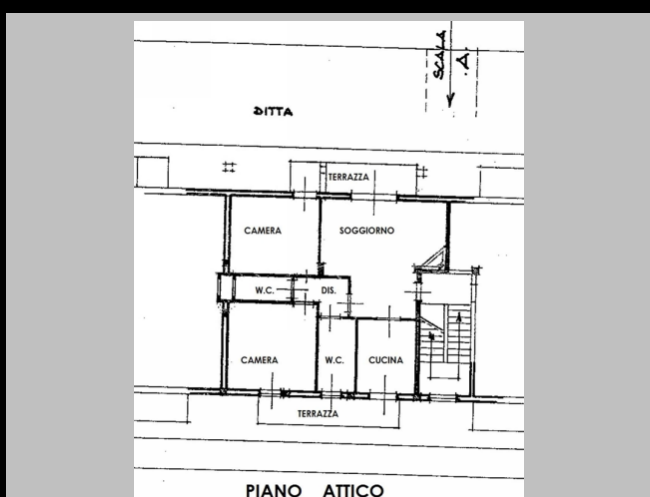 SCALA
.A.
DITTA
TERRAZZA
CAMERA
SOGGIORNO
W.C.
DIS.
CAMERA
W.C.
CUCINA
TERRAZZA
PIANO ATTICO